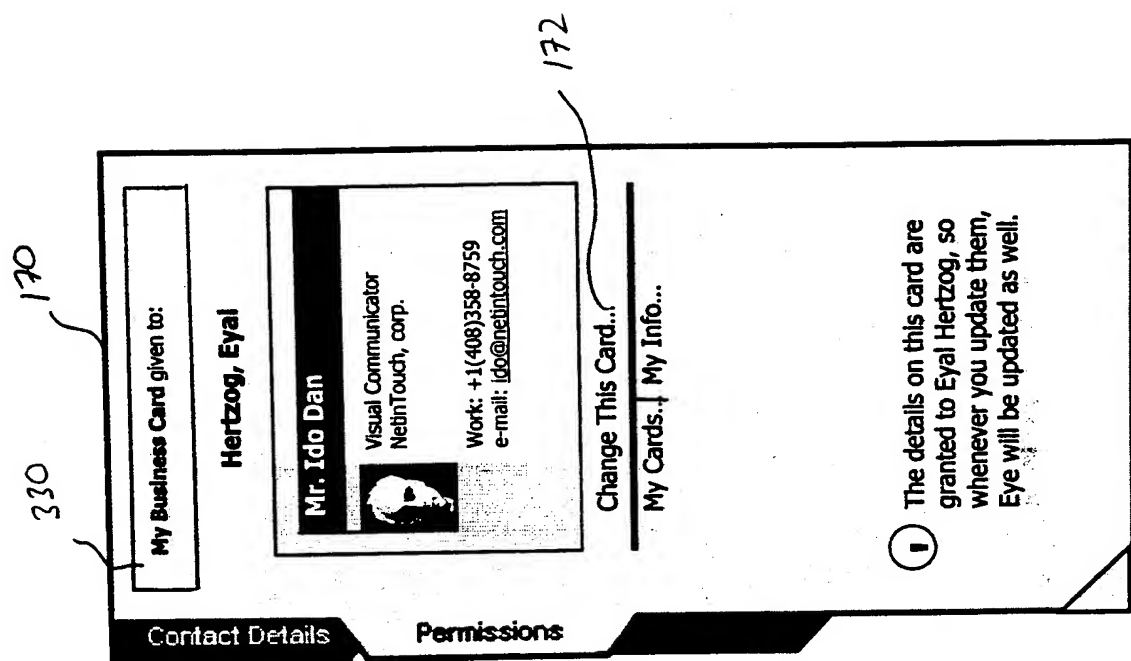 330
170
172
Contact Details
Permissions
My Business Card given to:
Hertzog, Eyal
Mr. Ido Dan
Visual Communicator
NetinTouch, corp.
Work: +1(408)358-8759
e-mail: ido@netintouch.com
Change This Card...
My Cards... My Info...
The details on this card are
granted to Eyal Hertzog, so
whenever you update them,
Eye will be updated as well.